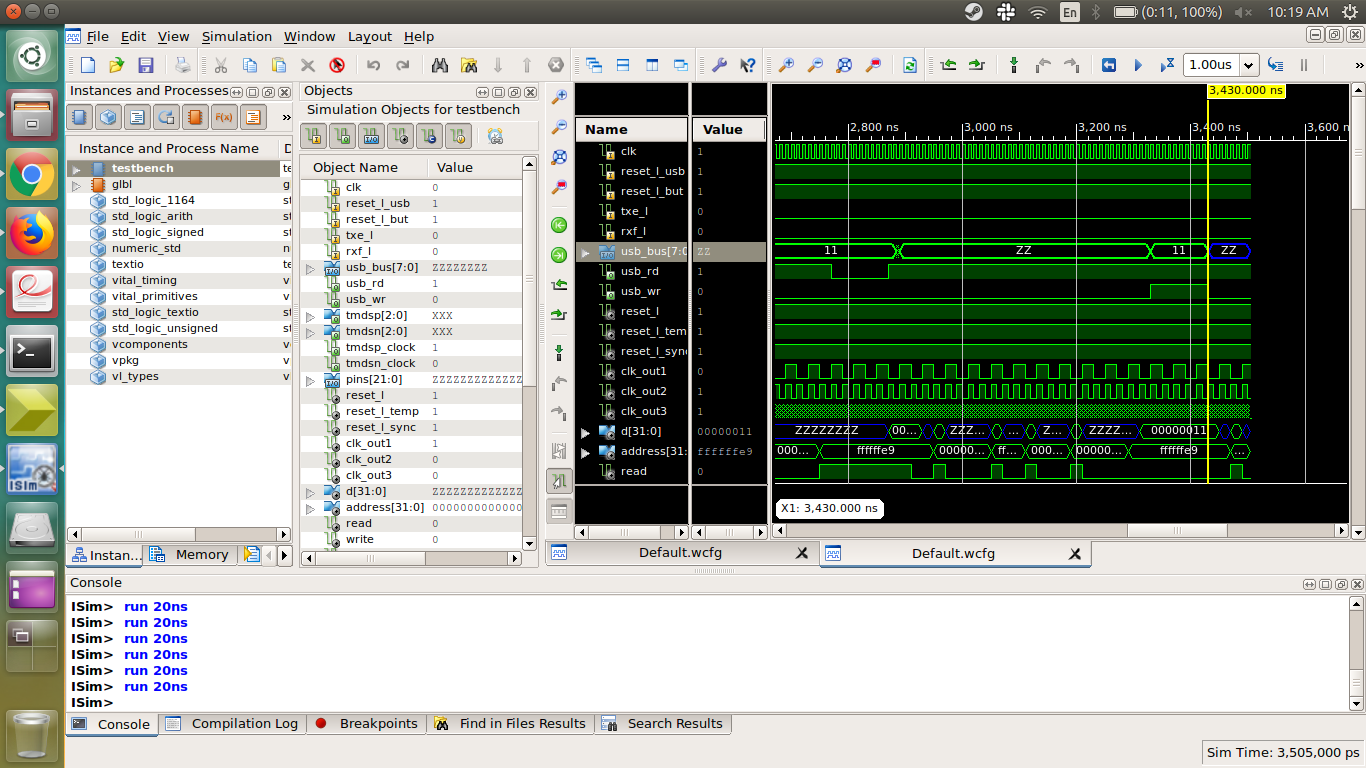 En
(0:11, 100%)
10:19 AM
File Edit View Simulation Window Layout Help
1.00us
»
Instances and Processes
F(x)
»
Instance and Process Name
testbench
glbl
std_logic_1164
std_logic_arith
std_logic_signed
numeric_std
textio
vital_timing
vital_primitives
std_logic_textio
std_logic_unsigned
vcomponents
vpkg
vl_types
Instan...
Memory
ISim
Objects
Simulation Objects for testbench
Object Name Value
clk 0
reset_l_usb 1
reset_l_but 1
txe_l 0
rxf_l 0
usb_bus[7:0] ZZZZZZZZ
usb_rd 1
usb_wr 0
tmdsp[2:0] XXX
tmdsn[2:0] XXX
tmdsp_clock 1
tmdsn_clock 0
pins[21:0] ZZZZZZZZZZZZZ
reset_l 1
reset_l_temp 1
reset_l_sync 1
clk_out1 1
clk_out2 0
clk_out3 0
d[31:0] ZZZZZZZZZZZZZ
address[31:0] 0000000000000
read 0
write 0
Name Value
clk 1
reset_l_usb 1
reset_l_but 1
txe_l 0
rxf_l 0
usb_bus[7:0 ZZ
usb_rd 1
usb_wr 0
reset_l 1
reset_l_tem 1
reset_l_sync 1
clk_out1 0
clk_out2 1
clk_out3 1
d[31:0] 00000011
address[31: ffffffe9
read 0
3,430.000 ns
2,800 ns 3,000 ns 3,200 ns 3,400 ns 3,600 n
11 ZZ 11 ZZ
ZZZZZZZZ 00... ZZZ... ... Z... ZZZZ... 00000011
000... ffffffe9 00000... ff... 000... 00000... ffffffe9 ...
X1: 3,430.000 ns
Default.wcfg
Default.wcfg
Console
ISim> run 20ns
ISim> run 20ns
ISim> run 20ns
ISim> run 20ns
ISim> run 20ns
ISim> run 20ns
ISim>
Console
Compilation Log
Breakpoints
Find in Files Results
Search Results
Sim Time: 3,505,000 ps